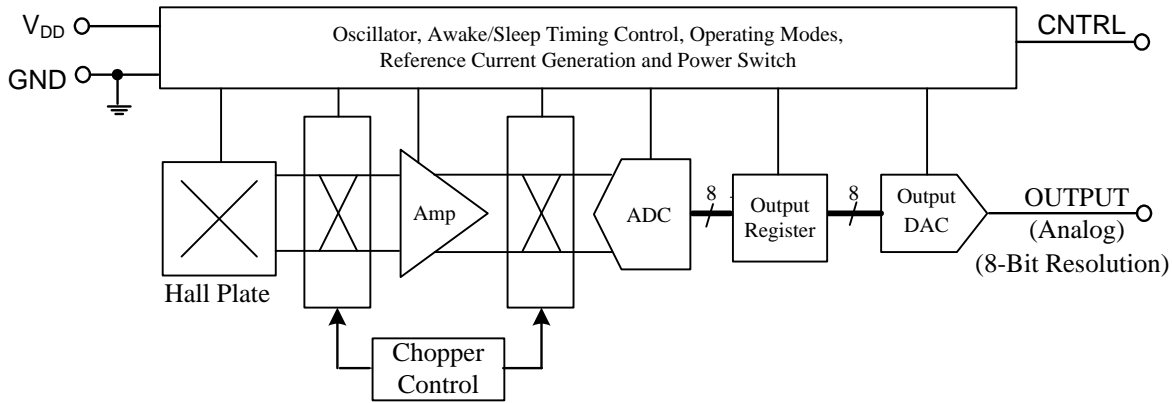 V_DD
Oscillator, Awake/Sleep Timing Control, Operating Modes,
Reference Current Generation and Power Switch
CNTRL
GND
Hall Plate
Amp
ADC
8
Output
Register
8
Output
DAC
OUTPUT
(Analog)
(8-Bit Resolution)
Chopper
Control